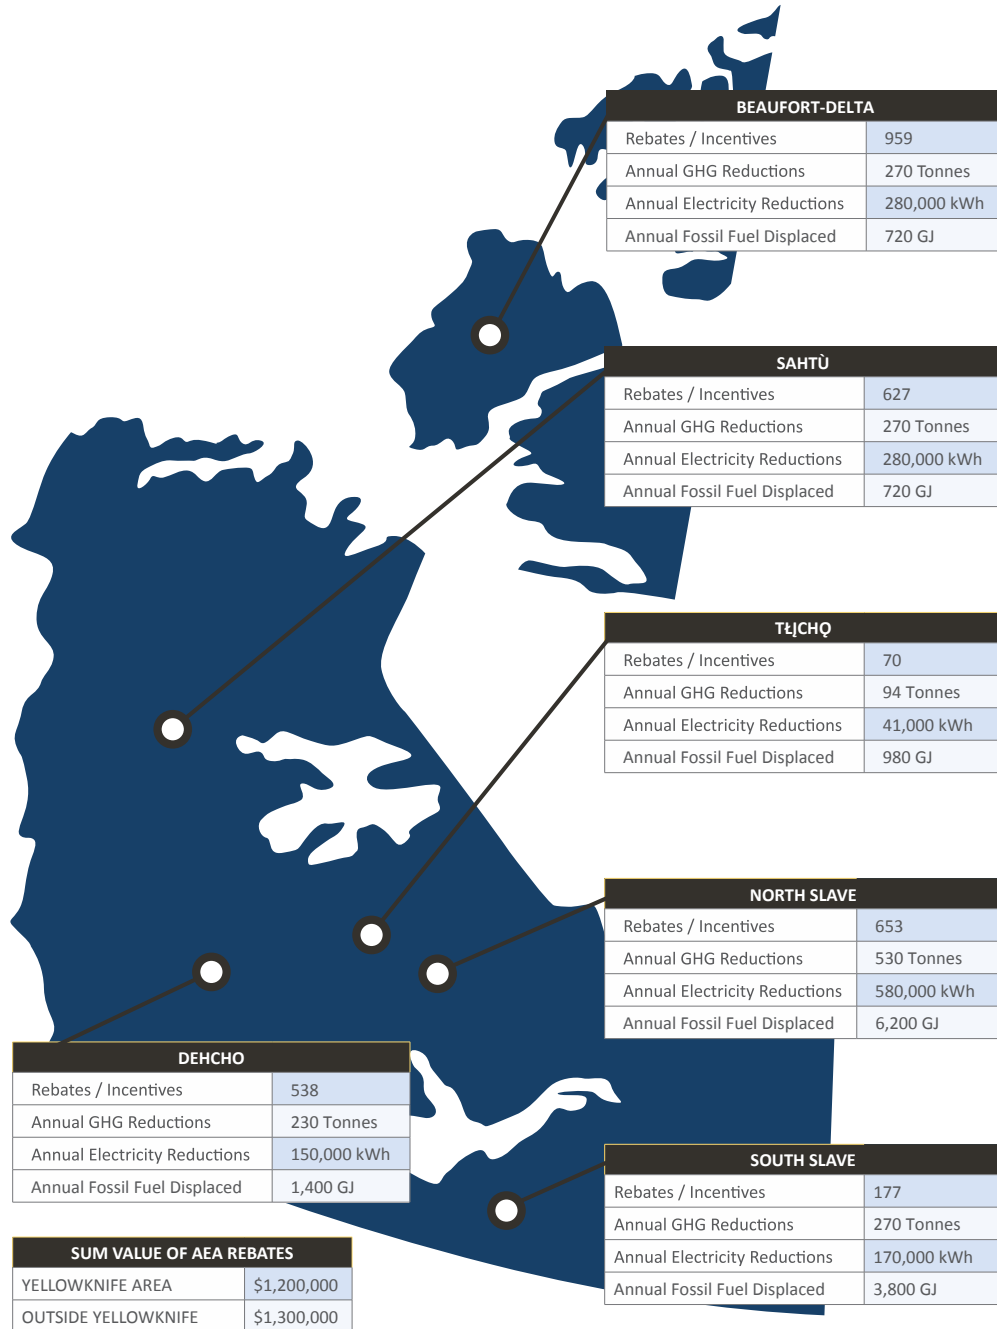 BEAUFORT-DELTA
Rebates / Incentives 959
Annual GHG Reductions 270 Tonnes
Annual Electricity Reductions 280,000 kWh
Annual Fossil Fuel Displaced 720 GJ
SAHTÙ
Rebates / Incentives 627
Annual GHG Reductions 270 Tonnes
Annual Electricity Reductions 280,000 kWh
Annual Fossil Fuel Displaced 720 GJ
TŁĮCHǪ
Rebates / Incentives 70
Annual GHG Reductions 94 Tonnes
Annual Electricity Reductions 41,000 kWh
Annual Fossil Fuel Displaced 980 GJ
NORTH SLAVE
Rebates / Incentives 653
Annual GHG Reductions 530 Tonnes
Annual Electricity Reductions 580,000 kWh
Annual Fossil Fuel Displaced 6,200 GJ
DEHCHO
Rebates / Incentives 538
Annual GHG Reductions 230 Tonnes
Annual Electricity Reductions 150,000 kWh
Annual Fossil Fuel Displaced 1,400 GJ
SOUTH SLAVE
Rebates / Incentives 177
Annual GHG Reductions 270 Tonnes
Annual Electricity Reductions 170,000 kWh
Annual Fossil Fuel Displaced 3,800 GJ
SUM VALUE OF AEA REBATES
YELLOWKNIFE AREA $1,200,000
OUTSIDE YELLOWKNIFE $1,300,000